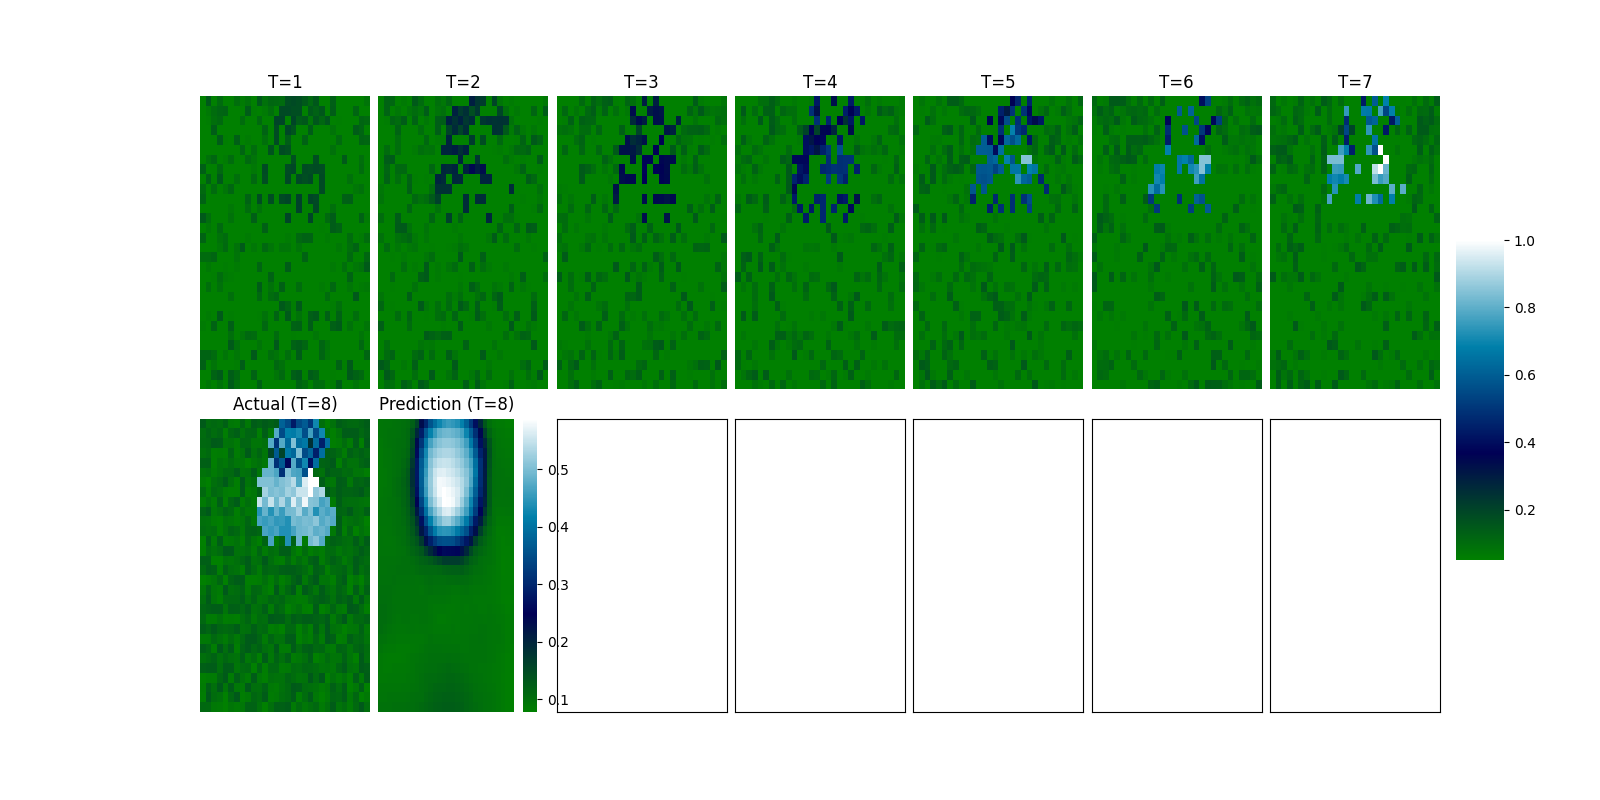 T=1
T=2
T=3
T=4
T=5
T=6
T=7
1.0
0.8
0.6
0.4
0.2
Actual (T=8)
Prediction (T=8)
0.5
0.4
0.3
0.2
0.1